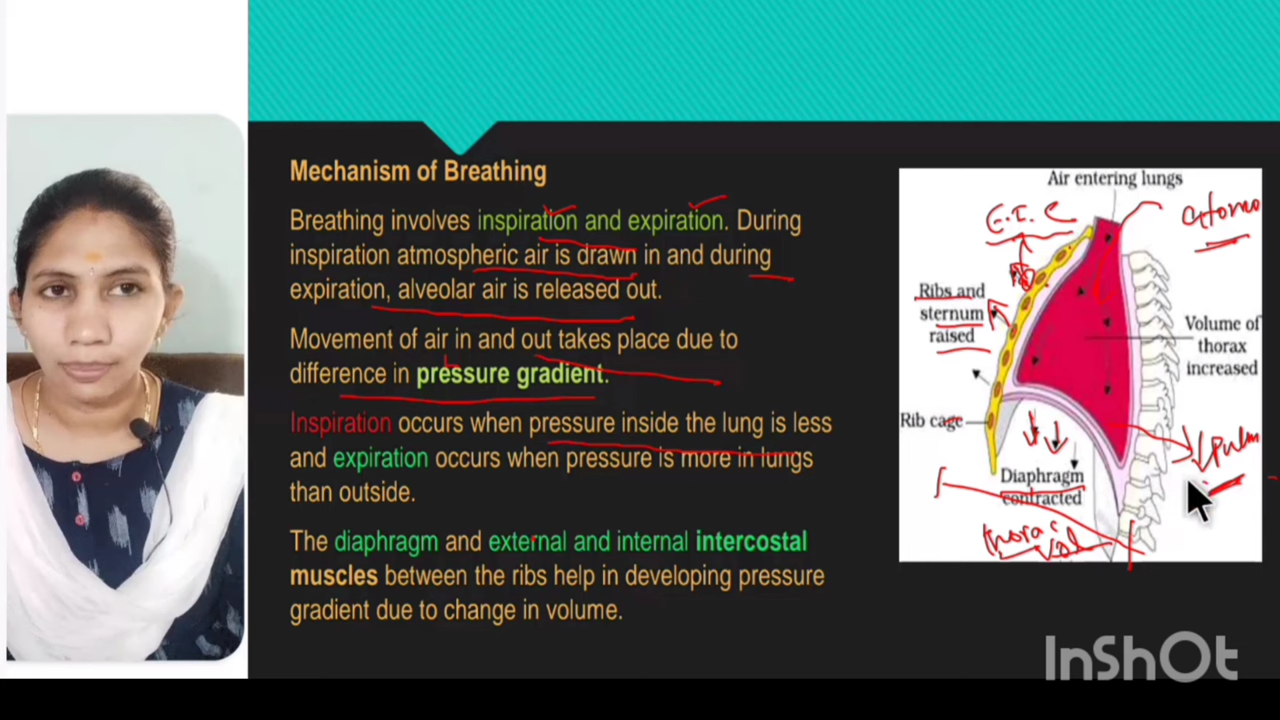 Mechanism of Breathing
Breathing involves inspiration and expiration. During
inspiration atmospheric air is drawn in and during
expiration, alveolar air is released out.
Movement of air in and out takes place due to
difference in pressure gradient.
Inspiration occurs when pressure inside the lung is less
and expiration occurs when pressure is more in lungs
than outside.
The diaphragm and external and internal intercostal
muscles between the ribs help in developing pressure
gradient due to change in volume.
Air entering lungs
Ribs and
sternum
raised
Volume of
thorax
increased
Rib cage
Diaphragm
contracted
pulm
vol
InShOt